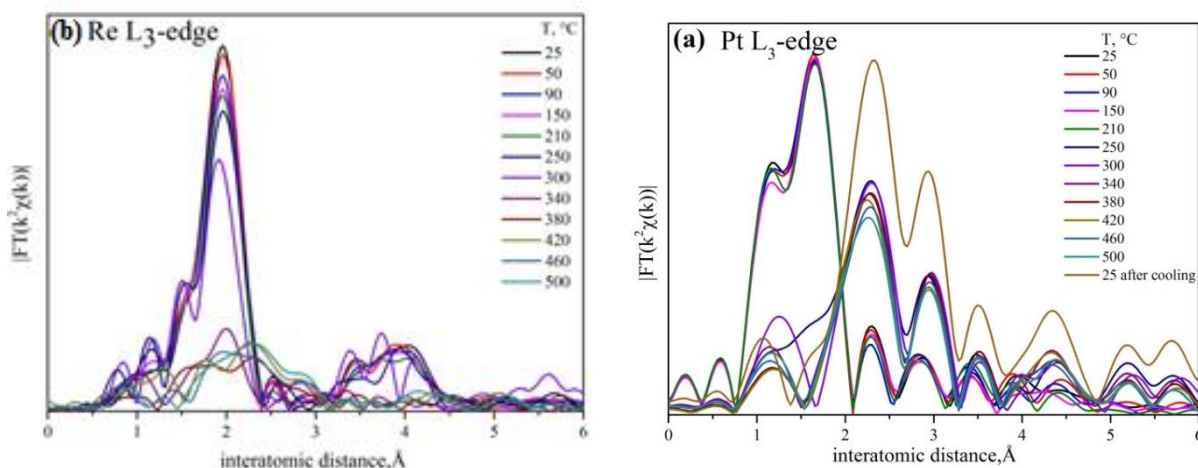 (b) Re L3-edge
T, °C
25
50
90
150
210
250
300
340
380
420
460
500
|FT(k²χ(k))|
0 1 2 3 4 5 6
interatomic distance,Å
(a) Pt L₃-edge
T, °C
25
50
90
150
210
250
300
340
380
420
460
500
25 after cooling
|FT(k²χ(k))|
0 1 2 3 4 5 6
interatomic distance,Å